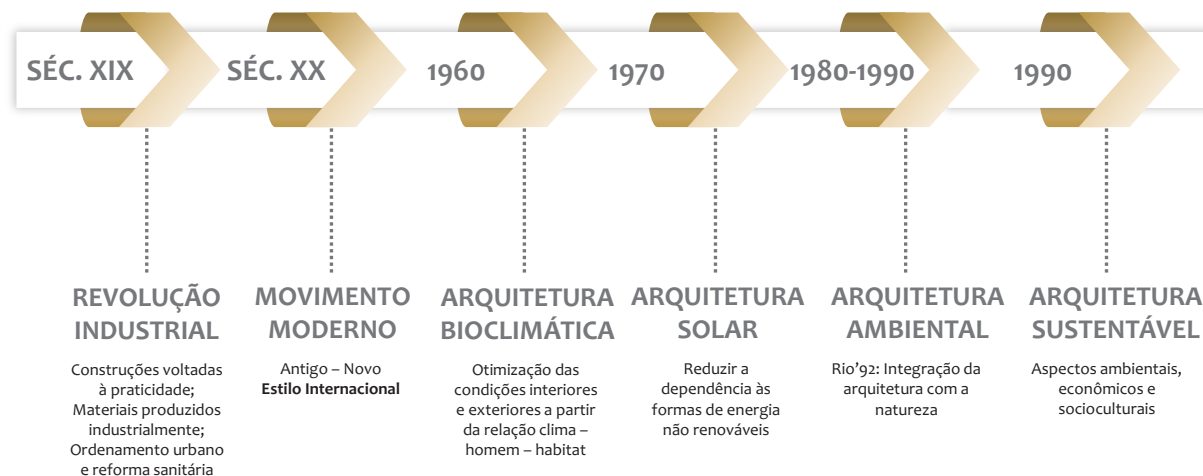 SÉC. XIX
SÉC. XX
1960
1970
1980-1990
1990
REVOLUÇÃO
INDUSTRIAL
Construções voltadas
à praticidade;
Materiais produzidos
industrialmente;
Ordenamento urbano
e reforma sanitária
MOVIMENTO
MODERNO
Antigo – Novo
Estilo Internacional
ARQUITETURA
BIOCLIMÁTICA
Otimização das
condições interiores
e exteriores a partir
da relação clima –
homem – habitat
ARQUITETURA
SOLAR
Reduzir a
dependência às
formas de energia
não renováveis
ARQUITETURA
AMBIENTAL
Rio’92: Integração da
arquitetura com a
natureza
ARQUITETURA
SUSTENTÁVEL
Aspectos ambientais,
econômicos e
socioculturais